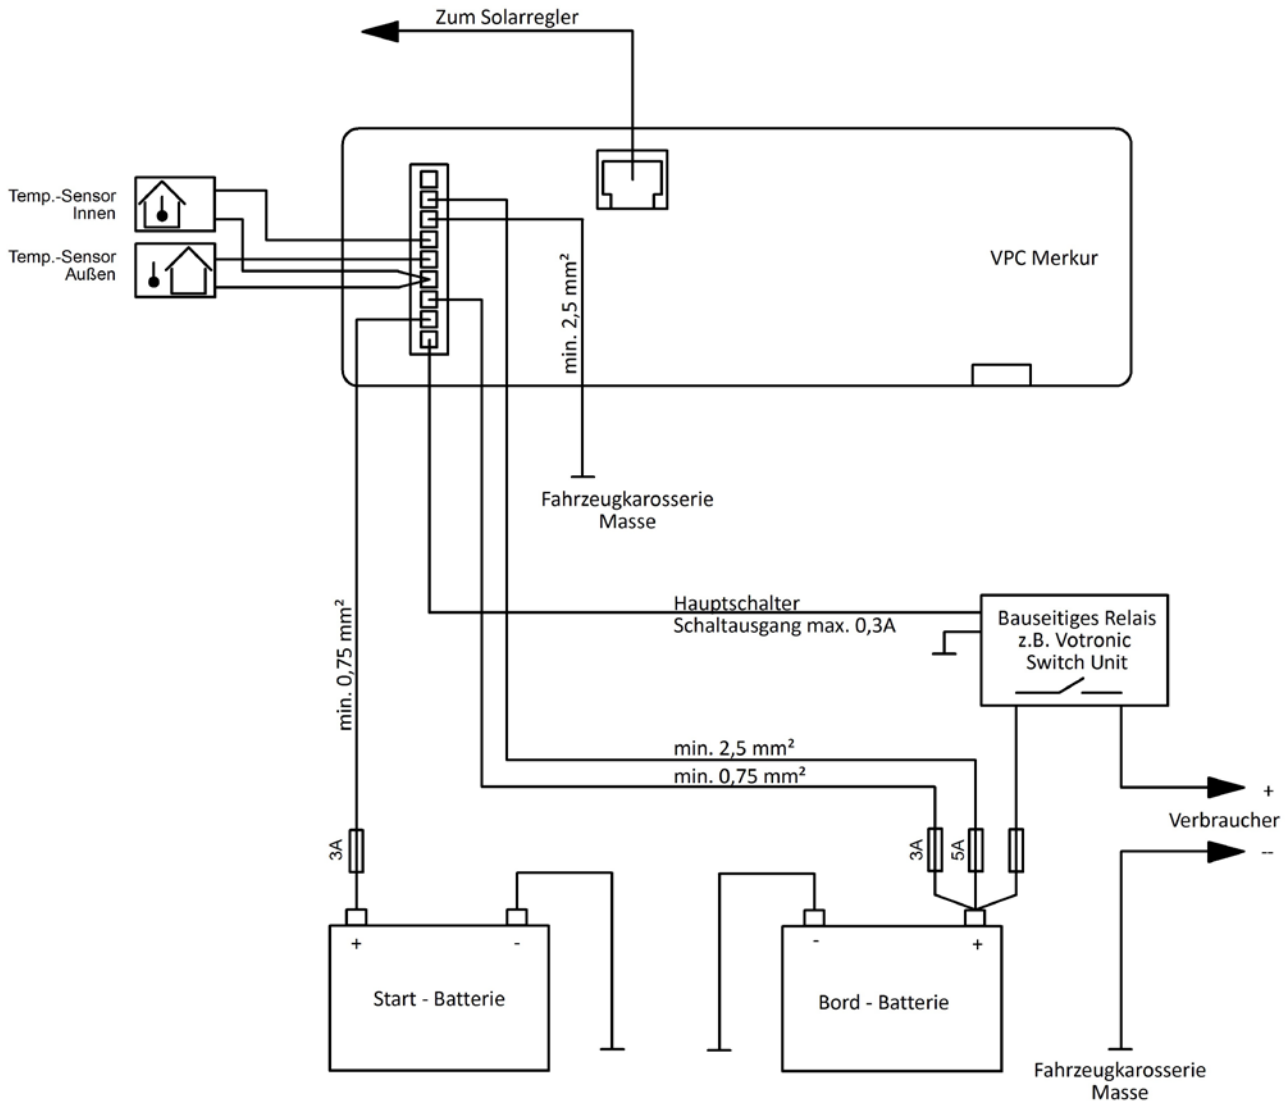 Zum Solarregler
Temp.-Sensor
Innen
Temp.-Sensor
Außen
VPC Merkur
min. 2,5 mm²
Fahrzeugkarosserie
Masse
min. 0,75 mm²
Hauptschalter
Schaltausgang max. 0,3A
Bauseitiges Relais
z.B. Votronic
Switch Unit
min. 2,5 mm²
min. 0,75 mm²
+
Verbraucher
--
3A
3A
5A
+
-
-
+
Start - Batterie
Bord - Batterie
Fahrzeugkarosserie
Masse